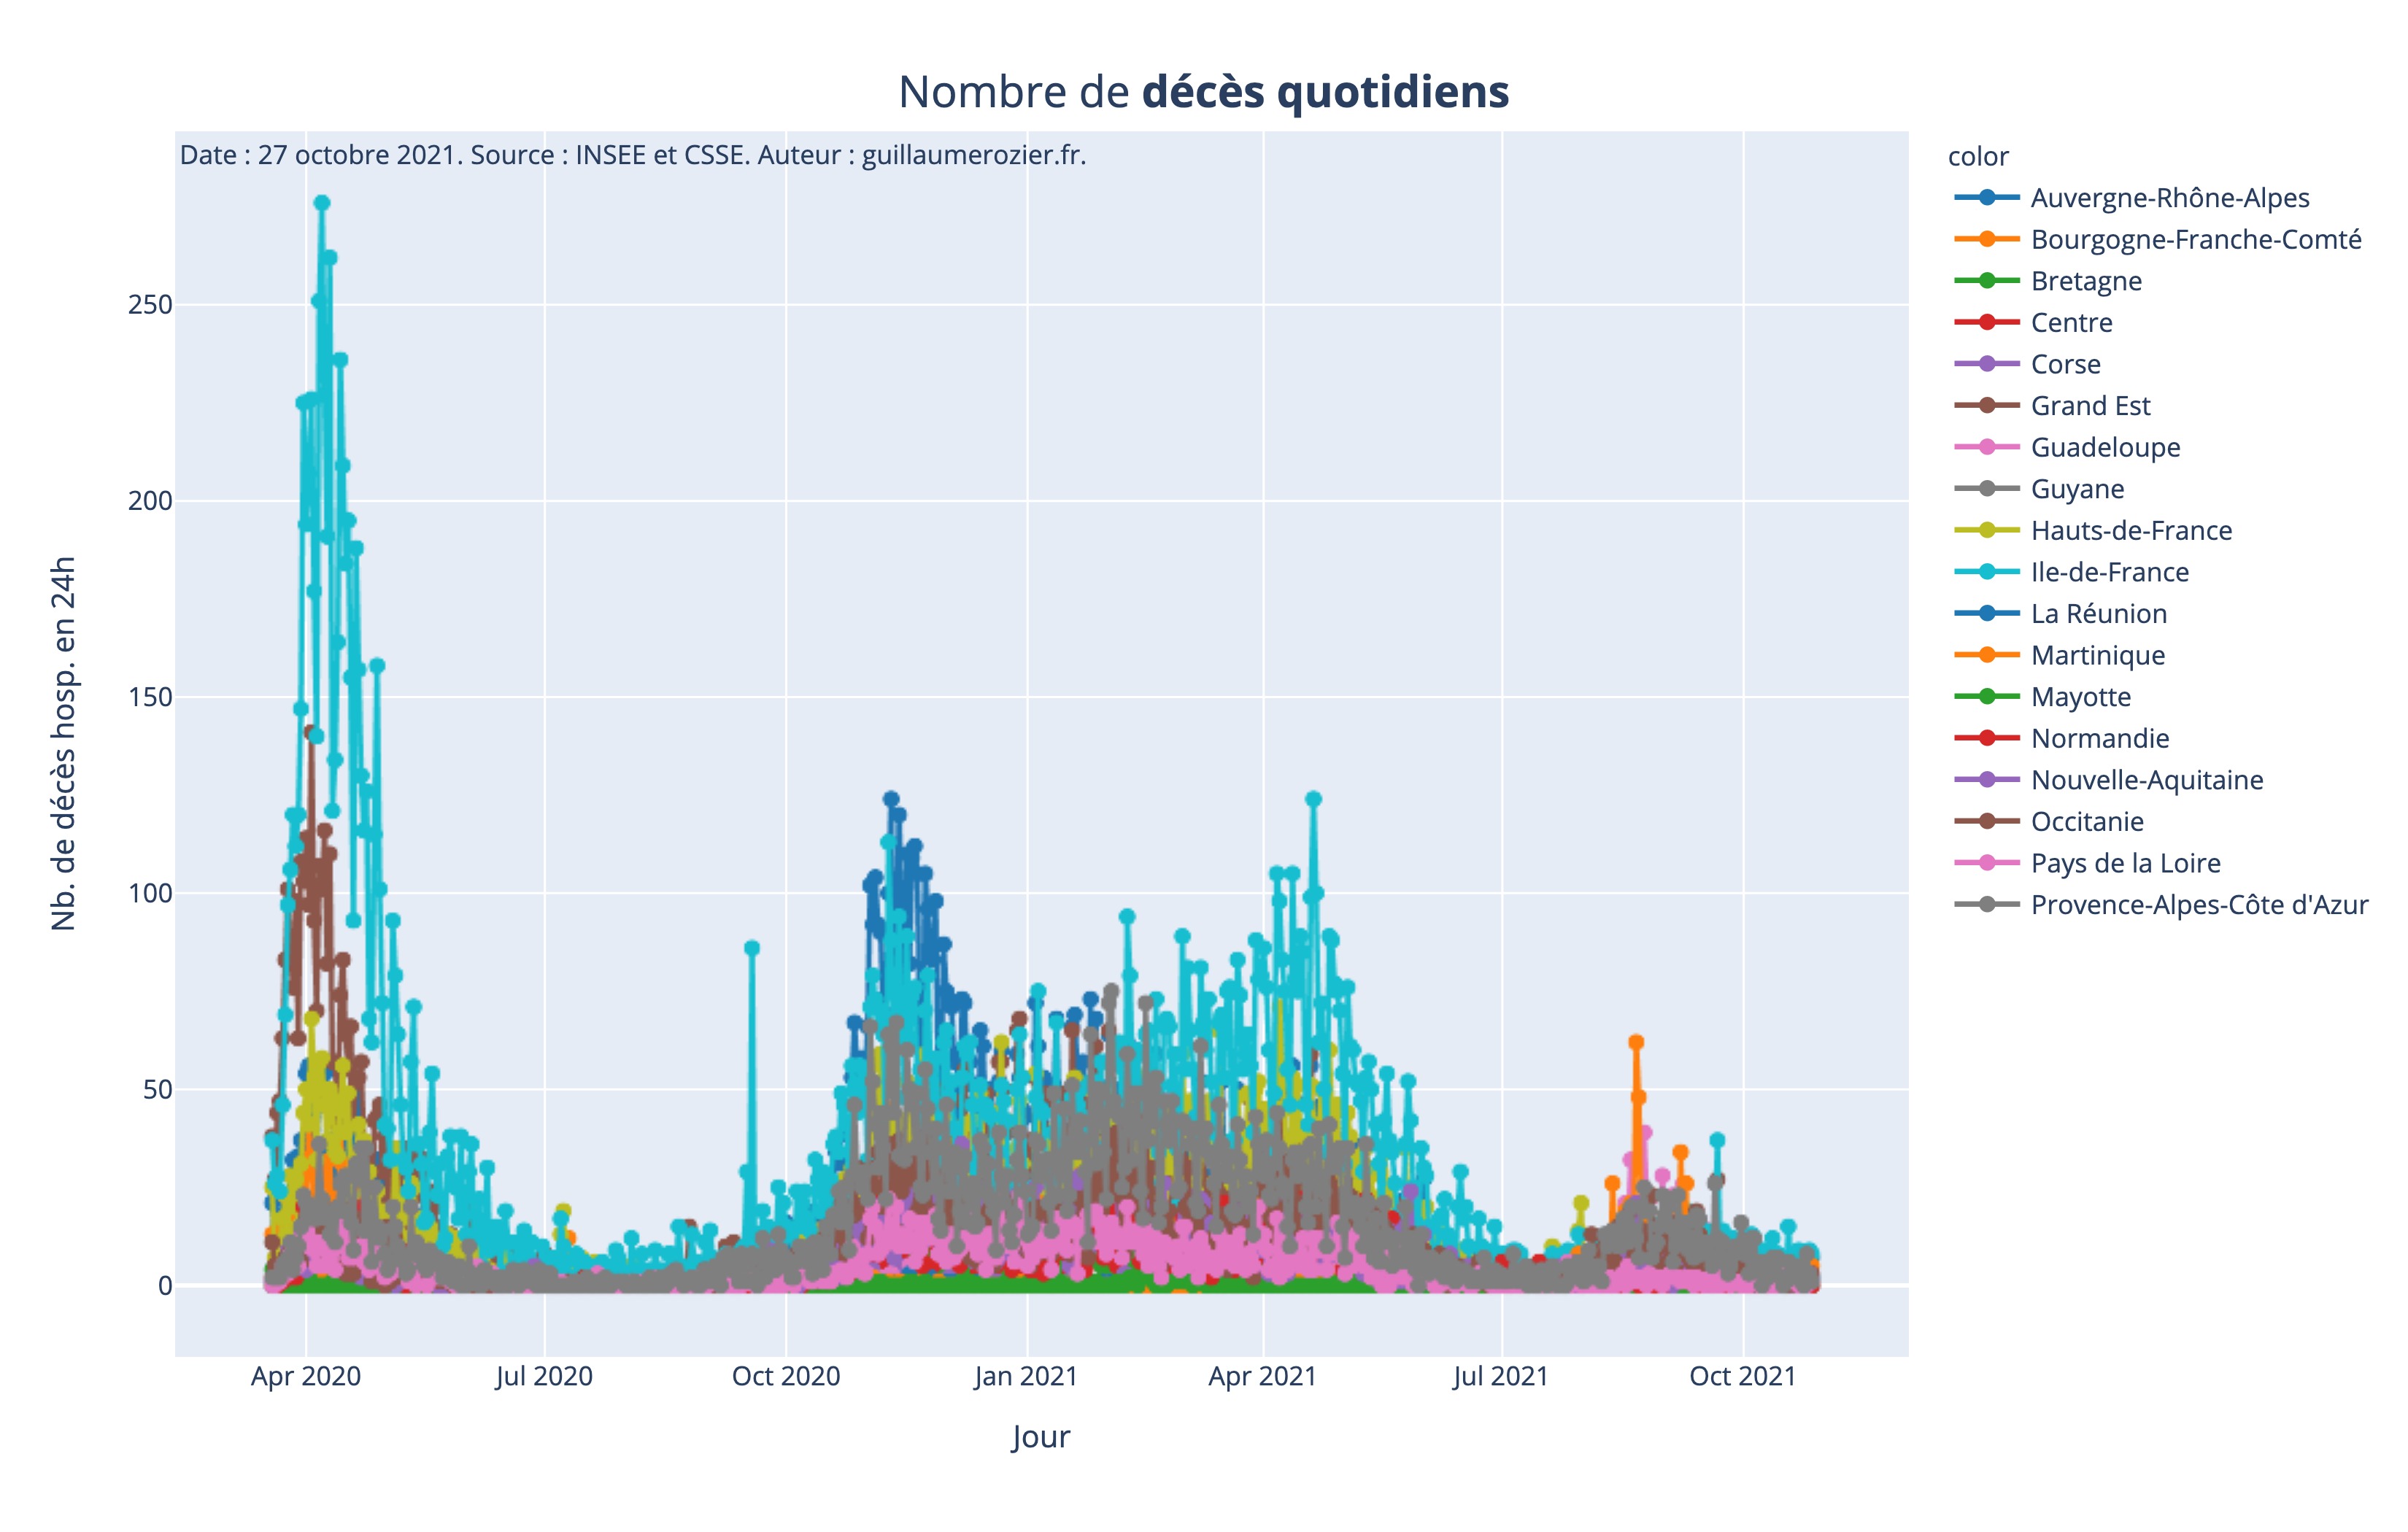 Nombre de décès quotidiens
Date : 27 octobre 2021. Source : INSEE et CSSE. Auteur : guillaumerozier.fr.
Nb. de décès hosp. en 24h
250
200
150
100
50
0
Apr 2020
Jul 2020
Oct 2020
Jan 2021
Apr 2021
Jul 2021
Oct 2021
Jour
color
Auvergne-Rhône-Alpes
Bourgogne-Franche-Comté
Bretagne
Centre
Corse
Grand Est
Guadeloupe
Guyane
Hauts-de-France
Ile-de-France
La Réunion
Martinique
Mayotte
Normandie
Nouvelle-Aquitaine
Occitanie
Pays de la Loire
Provence-Alpes-Côte d'Azur